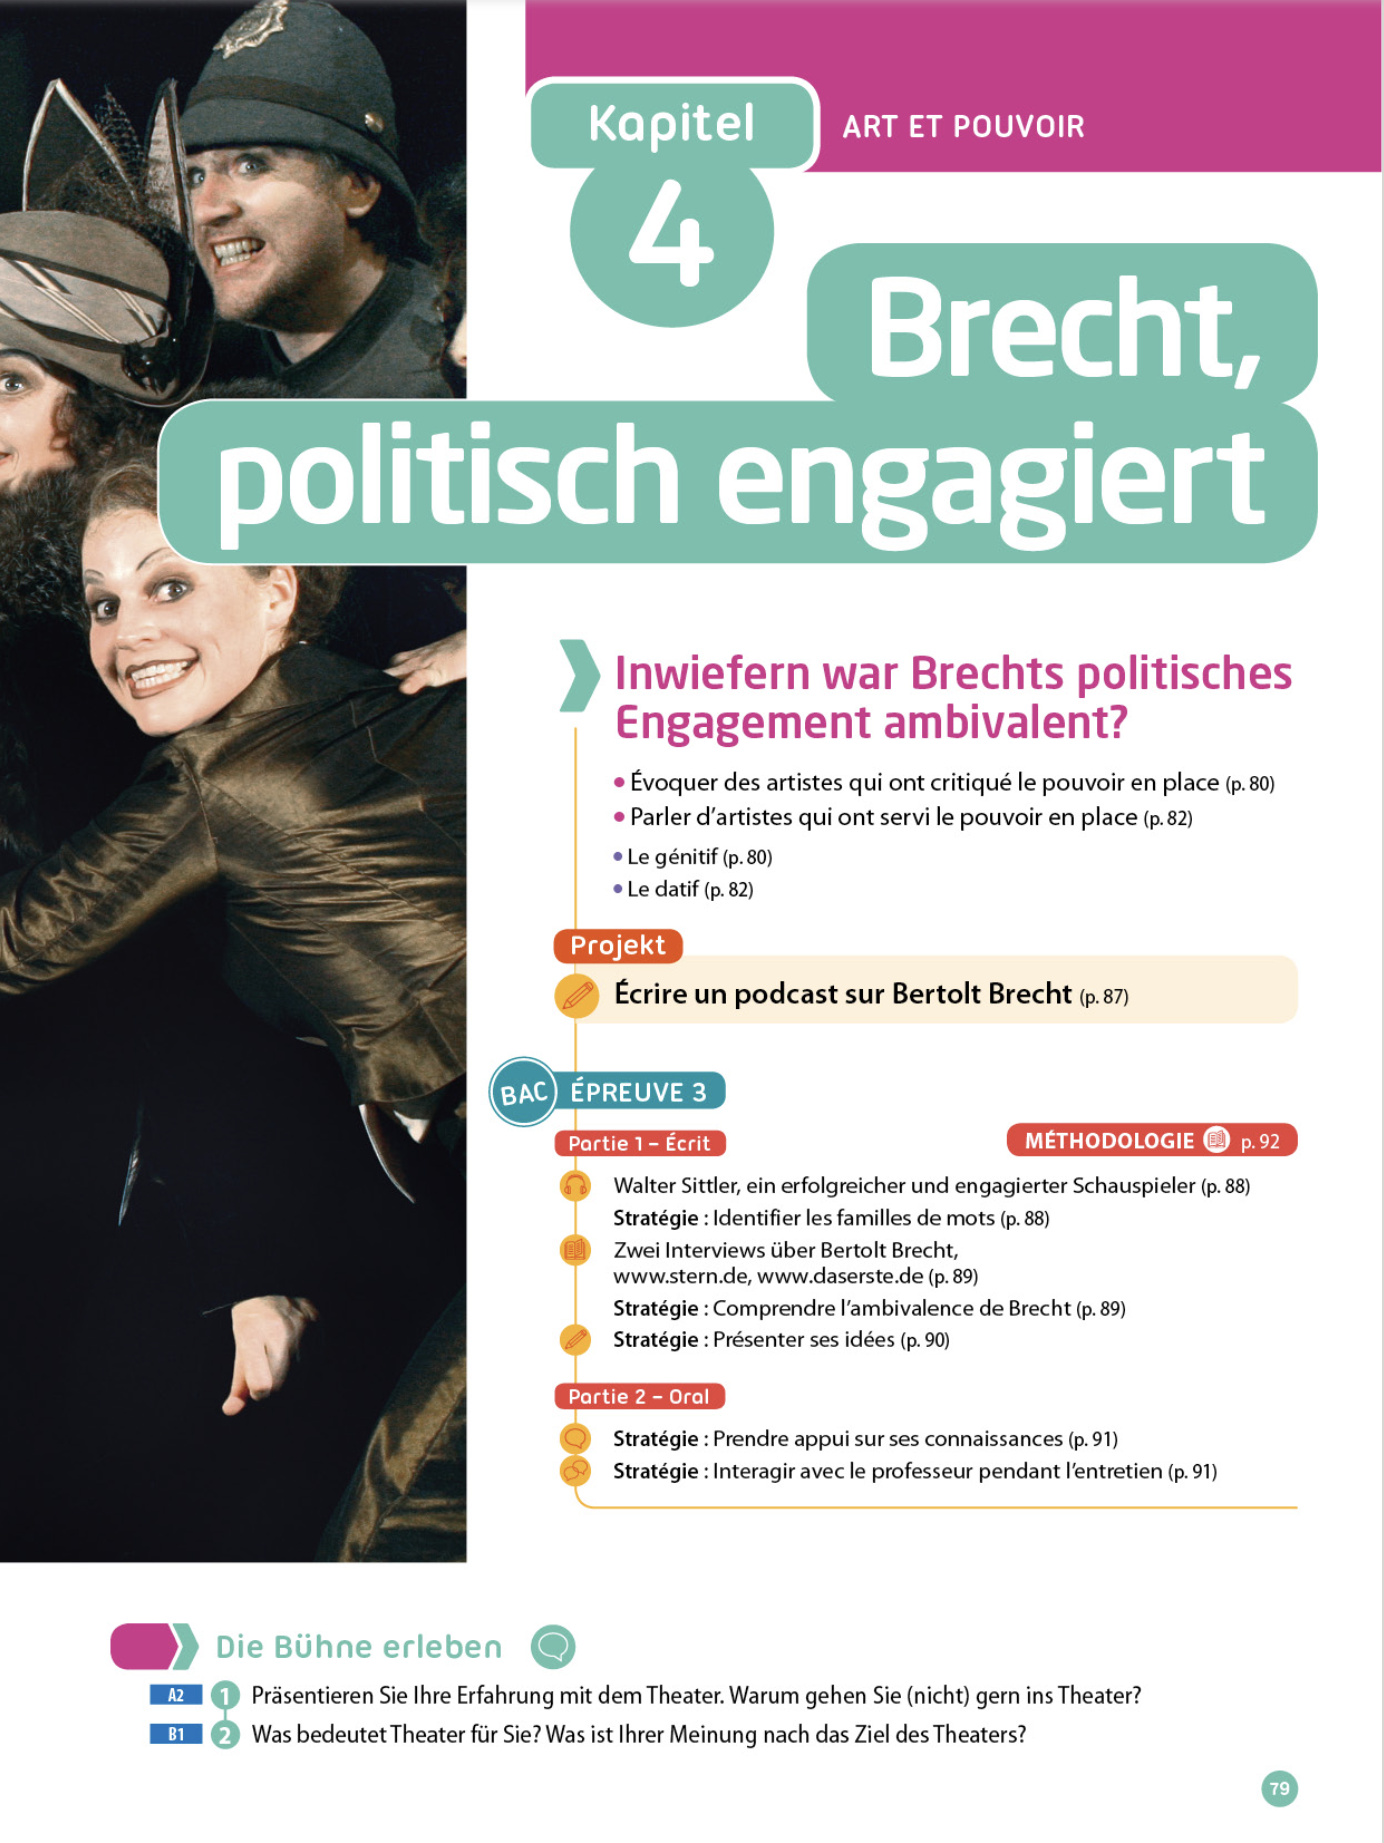 Kapitel
4
ART ET POUVOIR
Brecht,
politisch engagiert
Inwiefern war Brechts politisches
Engagement ambivalent?
• Évoquer des artistes qui ont critiqué le pouvoir en place (p. 80)
• Parler d’artistes qui ont servi le pouvoir en place (p. 82)
• Le génitif (p. 80)
• Le datif (p. 82)
Projekt
Écrire un podcast sur Bertolt Brecht (p. 87)
BAC ÉPREUVE 3
Partie 1 – Écrit
MÉTHODOLOGIE p. 92
Walter Sittler, ein erfolgreicher und engagierter Schauspieler (p. 88)
Stratégie : Identifier les familles de mots (p. 88)
Zwei Interviews über Bertolt Brecht,
www.stern.de, www.daserste.de (p. 89)
Stratégie : Comprendre l’ambivalence de Brecht (p. 89)
Stratégie : Présenter ses idées (p. 90)
Partie 2 – Oral
Stratégie : Prendre appui sur ses connaissances (p. 91)
Stratégie : Interagir avec le professeur pendant l’entretien (p. 91)
Die Bühne erleben
A2 1 Präsentieren Sie Ihre Erfahrung mit dem Theater. Warum gehen Sie (nicht) gern ins Theater?
B1 2 Was bedeutet Theater für Sie? Was ist Ihrer Meinung nach das Ziel des Theaters?
79